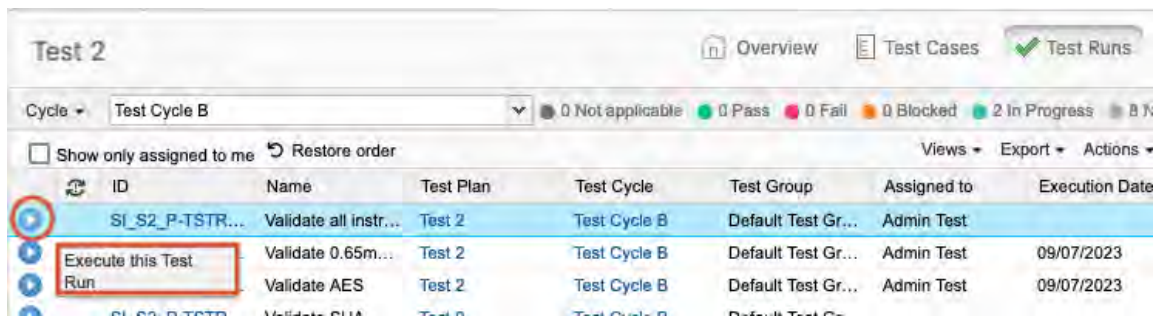 Test 2 Overview Test Cases Test Runs
Cycle Test Cycle B 0 Not applicable 0 Pass 0 Fail 0 Blocked 2 In Progress 8 N
Show only assigned to me Restore order Views Export Actions
ID Name Test Plan Test Cycle Test Group Assigned to Execution Date
SI_S2_P-TSTR... Validate all instr... Test 2 Test Cycle B Default Test Gr... Admin Test
Validate 0.65m... Test 2 Test Cycle B Default Test Gr... Admin Test 09/07/2023
Execute this Test
Run
Validate AES Test 2 Test Cycle B Default Test Gr... Admin Test 09/07/2023